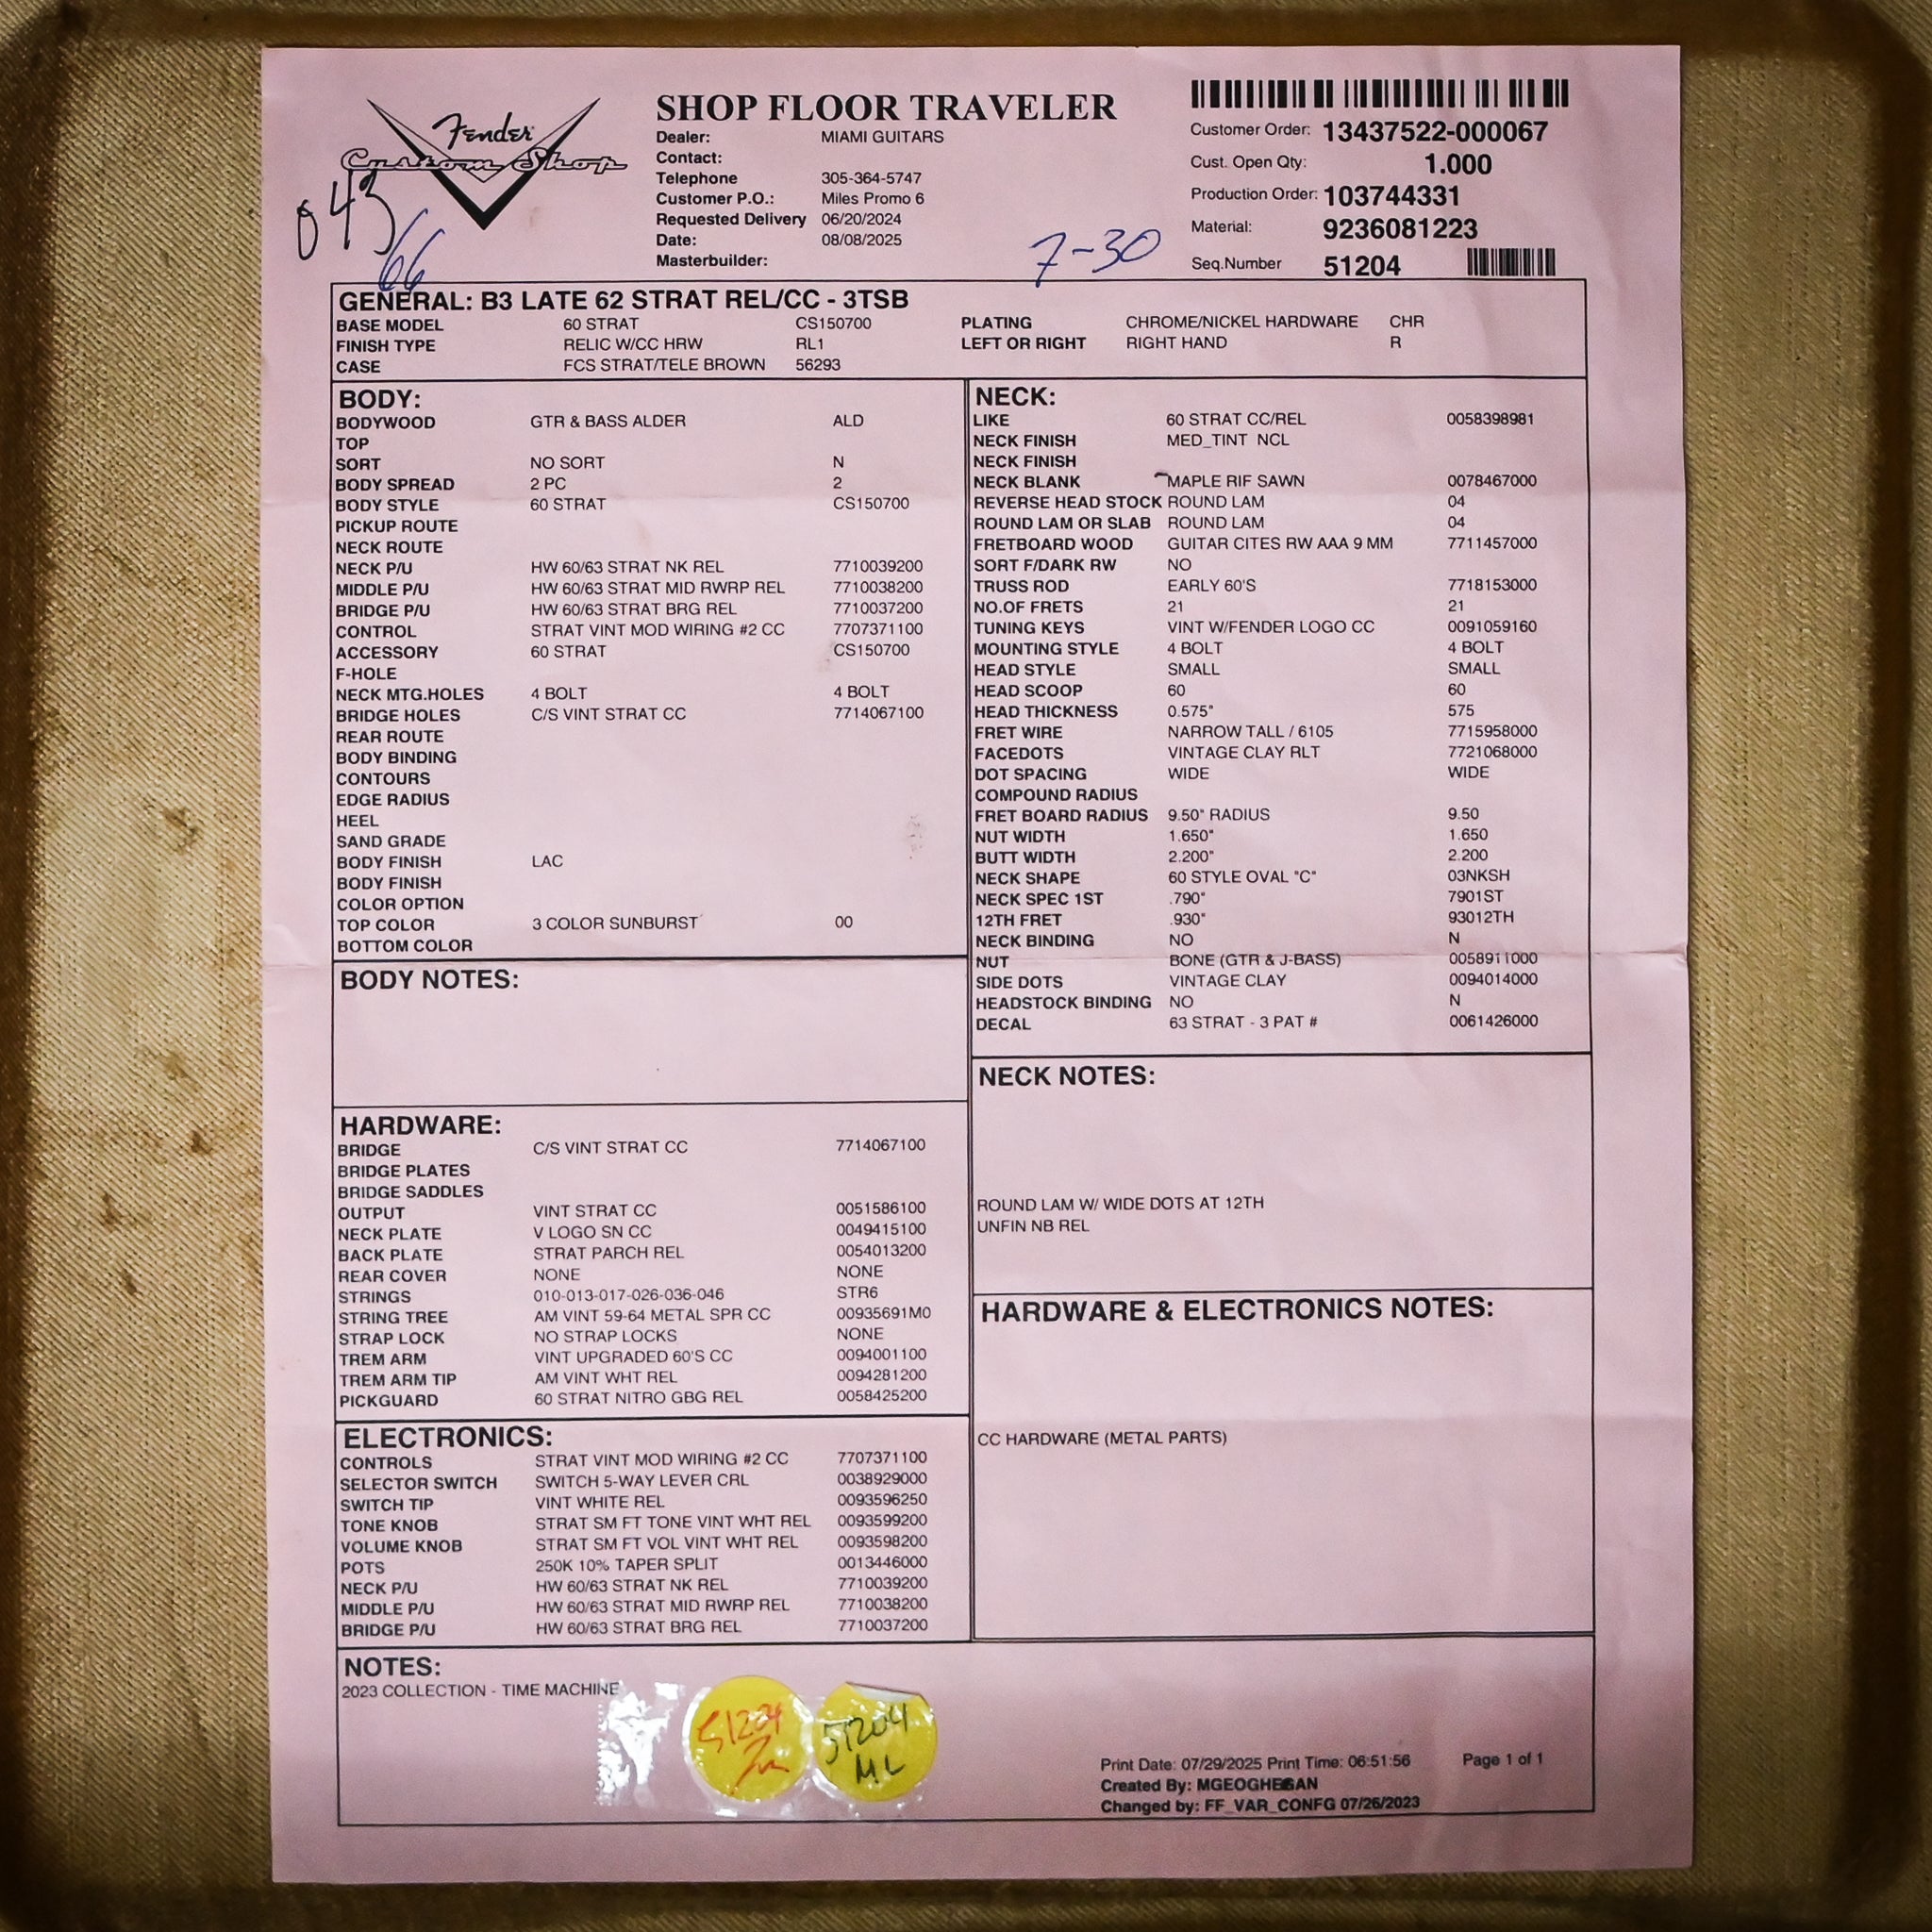 Fender
Custom Shop
043
66
SHOP FLOOR TRAVELER
Dealer: MIAMI GUITARS
Contact:
Telephone 305-364-5747
Customer P.O.: Miles Promo 6
Requested Delivery 06/20/2024
Date: 08/08/2025
Masterbuilder:
7-30
Customer Order: 13437522-000067
Cust. Open Qty: 1.000
Production Order: 103744331
Material: 9236081223
Seq.Number 51204
GENERAL: B3 LATE 62 STRAT REL/CC - 3TSB
BASE MODEL 60 STRAT CS150700 PLATING CHROME/NICKEL HARDWARE CHR
FINISH TYPE RELIC W/CC HRW RL1 LEFT OR RIGHT RIGHT HAND R
CASE FCS STRAT/TELE BROWN 56293
BODY:
BODYWOOD GTR & BASS ALDER ALD
TOP
SORT NO SORT N
BODY SPREAD 2 PC 2
BODY STYLE 60 STRAT CS150700
PICKUP ROUTE
NECK ROUTE
NECK P/U HW 60/63 STRAT NK REL 7710039200
MIDDLE P/U HW 60/63 STRAT MID RWRP REL 7710038200
BRIDGE P/U HW 60/63 STRAT BRG REL 7710037200
CONTROL STRAT VINT MOD WIRING #2 CC 7707371100
ACCESSORY 60 STRAT CS150700
F-HOLE
NECK MTG.HOLES 4 BOLT 4 BOLT
BRIDGE HOLES C/S VINT STRAT CC 7714067100
REAR ROUTE
BODY BINDING
CONTOURS
EDGE RADIUS
HEEL
SAND GRADE
BODY FINISH LAC
BODY FINISH
COLOR OPTION
TOP COLOR 3 COLOR SUNBURST 00
BOTTOM COLOR
BODY NOTES:
HARDWARE:
BRIDGE C/S VINT STRAT CC 7714067100
BRIDGE PLATES
BRIDGE SADDLES
OUTPUT VINT STRAT CC 0051586100
NECK PLATE V LOGO SN CC 0049415100
BACK PLATE STRAT PARCH REL 0054013200
REAR COVER NONE NONE
STRINGS 010-013-017-026-036-046 STR6
STRING TREE AM VINT 59-64 METAL SPR CC 00935691M0
STRAP LOCK NO STRAP LOCKS NONE
TREM ARM VINT UPGRADED 60'S CC 0094001100
TREM ARM TIP AM VINT WHT REL 0094281200
PICKGUARD 60 STRAT NITRO GBG REL 0058425200
ELECTRONICS:
CONTROLS STRAT VINT MOD WIRING #2 CC 7707371100
SELECTOR SWITCH SWITCH 5-WAY LEVER CRL 0038929000
SWITCH TIP VINT WHITE REL 0093596250
TONE KNOB STRAT SM FT TONE VINT WHT REL 0093599200
VOLUME KNOB STRAT SM FT VOL VINT WHT REL 0093598200
POTS 250K 10% TAPER SPLIT 0013446000
NECK P/U HW 60/63 STRAT NK REL 7710039200
MIDDLE P/U HW 60/63 STRAT MID RWRP REL 7710038200
BRIDGE P/U HW 60/63 STRAT BRG REL 7710037200
NECK:
LIKE 60 STRAT CC/REL 0058398981
NECK FINISH MED_TINT NCL
NECK FINISH
NECK BLANK MAPLE RIF SAWN 0078467000
REVERSE HEAD STOCK ROUND LAM 04
ROUND LAM OR SLAB ROUND LAM 04
FRETBOARD WOOD GUITAR CITES RW AAA 9 MM 7711457000
SORT F/DARK RW NO
TRUSS ROD EARLY 60'S 7718153000
NO.OF FRETS 21 21
TUNING KEYS VINT W/FENDER LOGO CC 0091059160
MOUNTING STYLE 4 BOLT 4 BOLT
HEAD STYLE SMALL SMALL
HEAD SCOOP 60 60
HEAD THICKNESS 0.575" 575
FRET WIRE NARROW TALL / 6105 7715958000
FACEDOTS VINTAGE CLAY RLT 7721068000
DOT SPACING WIDE WIDE
COMPOUND RADIUS
FRET BOARD RADIUS 9.50" RADIUS 9.50
NUT WIDTH 1.650" 1.650
BUTT WIDTH 2.200" 2.200
NECK SHAPE 60 STYLE OVAL "C" 03NKSH
NECK SPEC 1ST .790" 7901ST
12TH FRET .930" 93012TH
NECK BINDING NO N
NUT BONE (GTR & J-BASS) 0058911000
SIDE DOTS VINTAGE CLAY 0094014000
HEADSTOCK BINDING NO N
DECAL 63 STRAT - 3 PAT # 0061426000
NECK NOTES:
ROUND LAM W/ WIDE DOTS AT 12TH
UNFIN NB REL
HARDWARE & ELECTRONICS NOTES:
CC HARDWARE (METAL PARTS)
NOTES:
2023 COLLECTION - TIME MACHINE
51204
51204
ML
Print Date: 07/29/2025 Print Time: 06:51:56 Page 1 of 1
Created By: MGEOGHEGAN
Changed by: FF_VAR_CONFG 07/26/2023